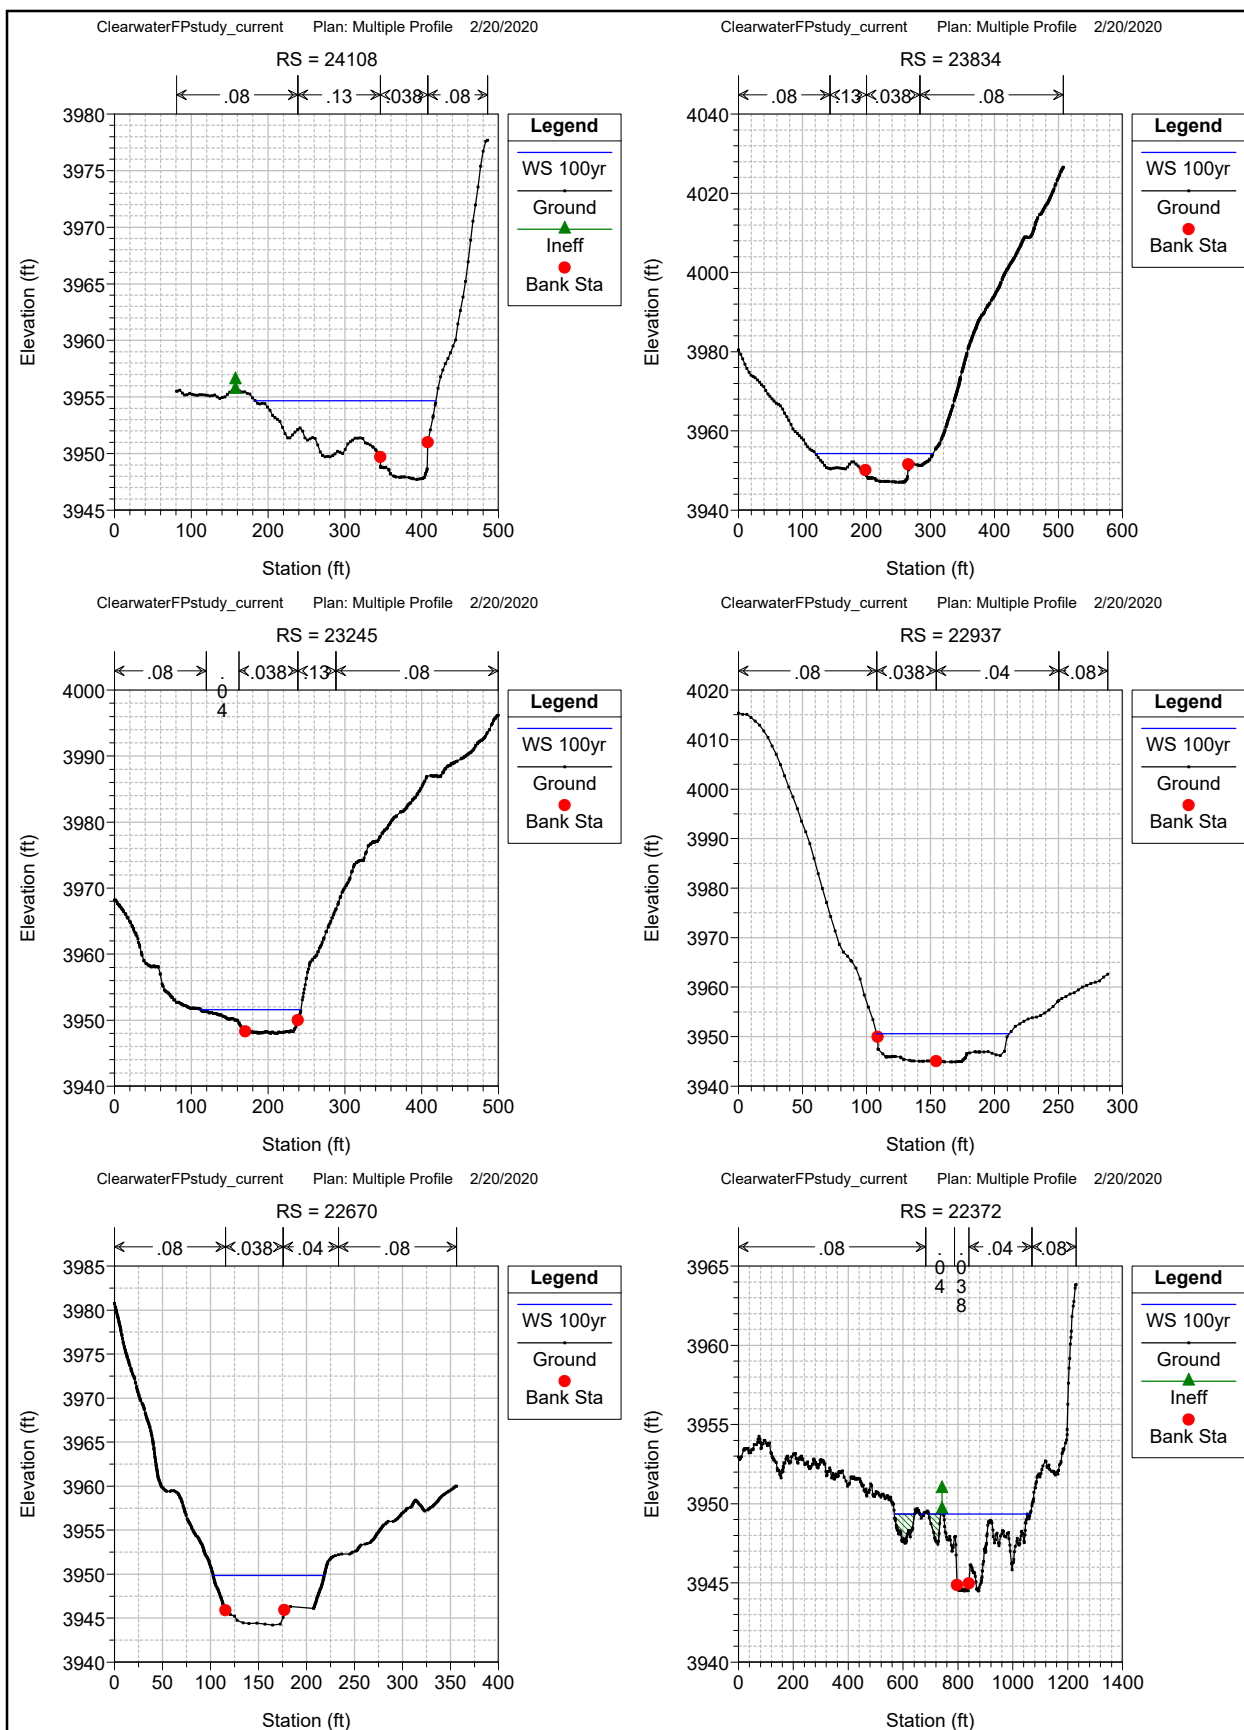 ClearwaterFPstudy_current Plan: Multiple Profile 2/20/2020
RS = 24108
.08 .13 .038 .08
3980
3975
3970
3965
3960
3955
3950
3945
Elevation (ft)
0 100 200 300 400 500
Station (ft)
Legend
WS 100yr
Ground
Ineff
Bank Sta
ClearwaterFPstudy_current Plan: Multiple Profile 2/20/2020
RS = 23834
.08 .13 .038 .08
4040
4020
4000
3980
3960
3940
Elevation (ft)
0 100 200 300 400 500 600
Station (ft)
Legend
WS 100yr
Ground
Bank Sta
ClearwaterFPstudy_current Plan: Multiple Profile 2/20/2020
RS = 23245
.08 .04 .038 .13 .08
4000
3990
3980
3970
3960
3950
3940
Elevation (ft)
0 100 200 300 400 500
Station (ft)
Legend
WS 100yr
Ground
Bank Sta
ClearwaterFPstudy_current Plan: Multiple Profile 2/20/2020
RS = 22937
.08 .038 .04 .08
4020
4010
4000
3990
3980
3970
3960
3950
3940
Elevation (ft)
0 50 100 150 200 250 300
Station (ft)
Legend
WS 100yr
Ground
Bank Sta
ClearwaterFPstudy_current Plan: Multiple Profile 2/20/2020
RS = 22670
.08 .038 .04 .08
3985
3980
3975
3970
3965
3960
3955
3950
3945
3940
Elevation (ft)
0 50 100 150 200 250 300 350 400
Station (ft)
Legend
WS 100yr
Ground
Bank Sta
ClearwaterFPstudy_current Plan: Multiple Profile 2/20/2020
RS = 22372
.08 .04 .038 .04 .08
3965
3960
3955
3950
3945
3940
Elevation (ft)
0 200 400 600 800 1000 1200 1400
Station (ft)
Legend
WS 100yr
Ground
Ineff
Bank Sta